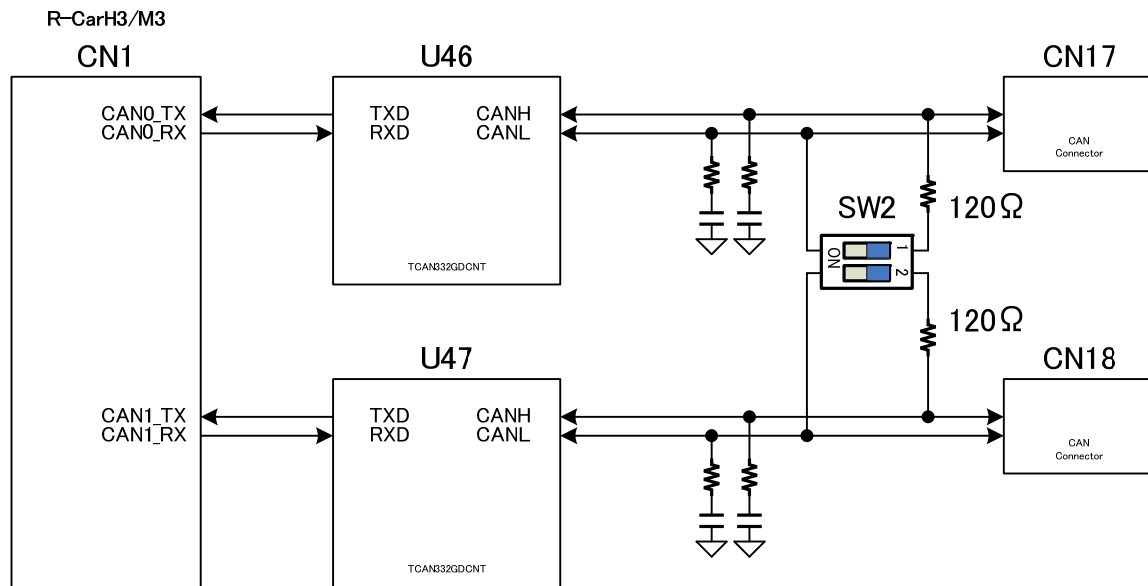 R-CarH3/M3
CN1
U46
CN17
CAN0_TX
TXD
CANH
CAN0_RX
RXD
CANL
CAN
Connector
SW2
120Ω
ON
1
2
TCAN332GDCNT
120Ω
U47
CN18
CAN1_TX
TXD
CANH
CAN1_RX
RXD
CANL
CAN
Connector
TCAN332GDCNT